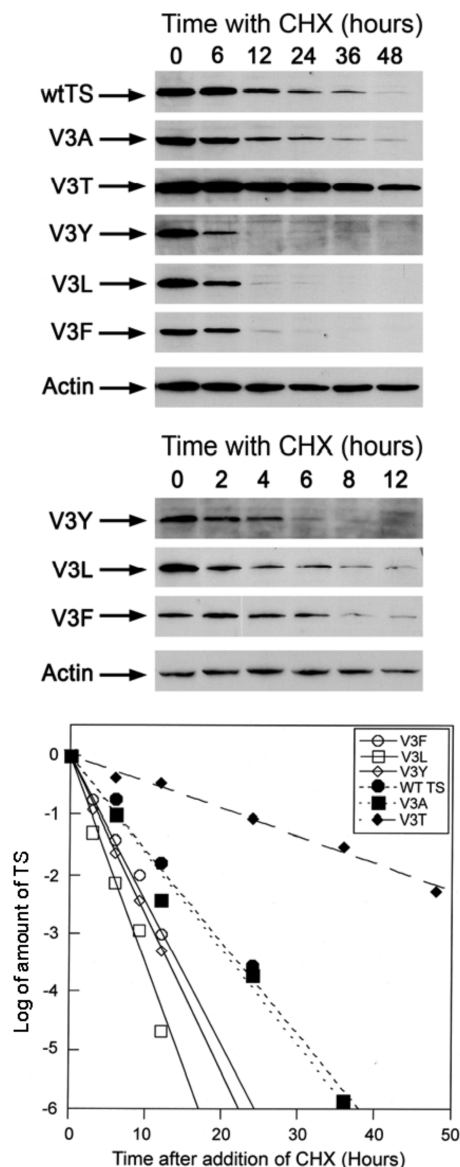 Time with CHX (hours)
0 6 12 24 36 48
wtTS
V3A
V3T
V3Y
V3L
V3F
Actin
Time with CHX (hours)
0 2 4 6 8 12
V3Y
V3L
V3F
Actin
Log of amount of TS
0
-1
-2
-3
-4
-5
-6
V3F
V3L
V3Y
WT TS
V3A
V3T
0 10 20 30 40 50
Time after addition of CHX (Hours)